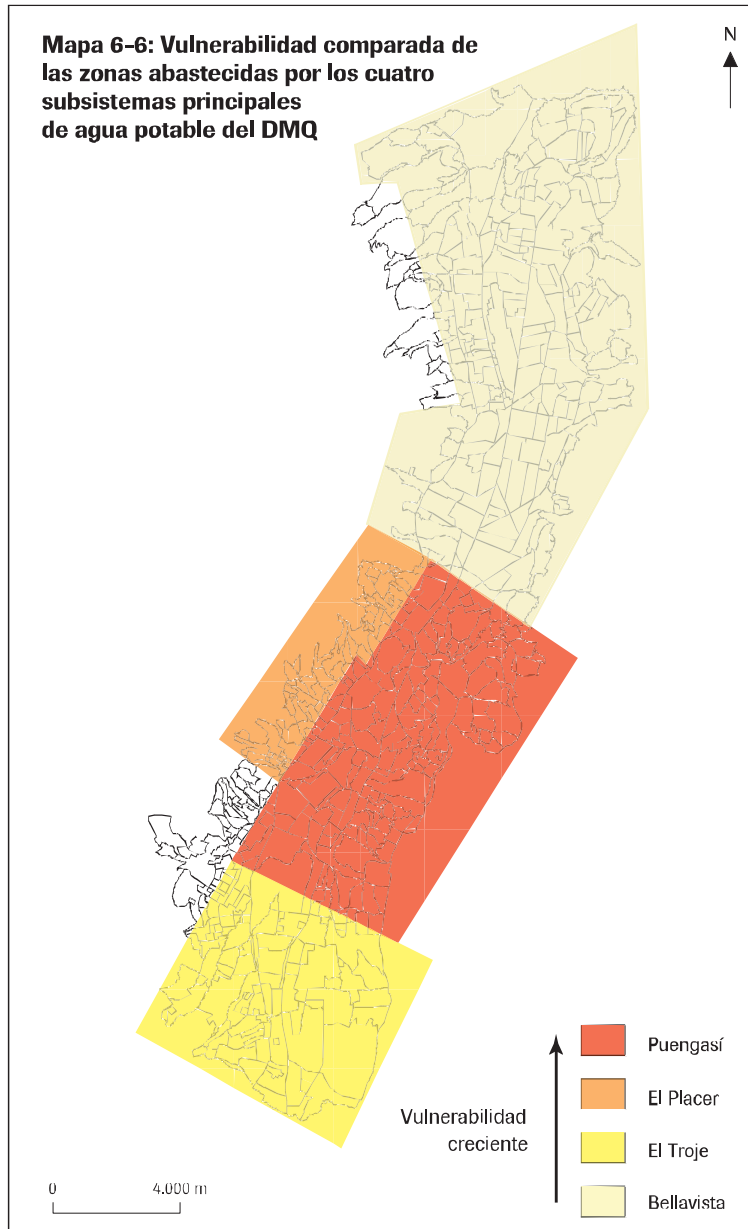 Mapa 6-6: Vulnerabilidad comparada de
las zonas abastecidas por los cuatro
subsistemas principales
de agua potable del DMQ
N
Puengasí
El Placer
Vulnerabilidad
creciente
El Troje
Bellavista
0 4.000 m